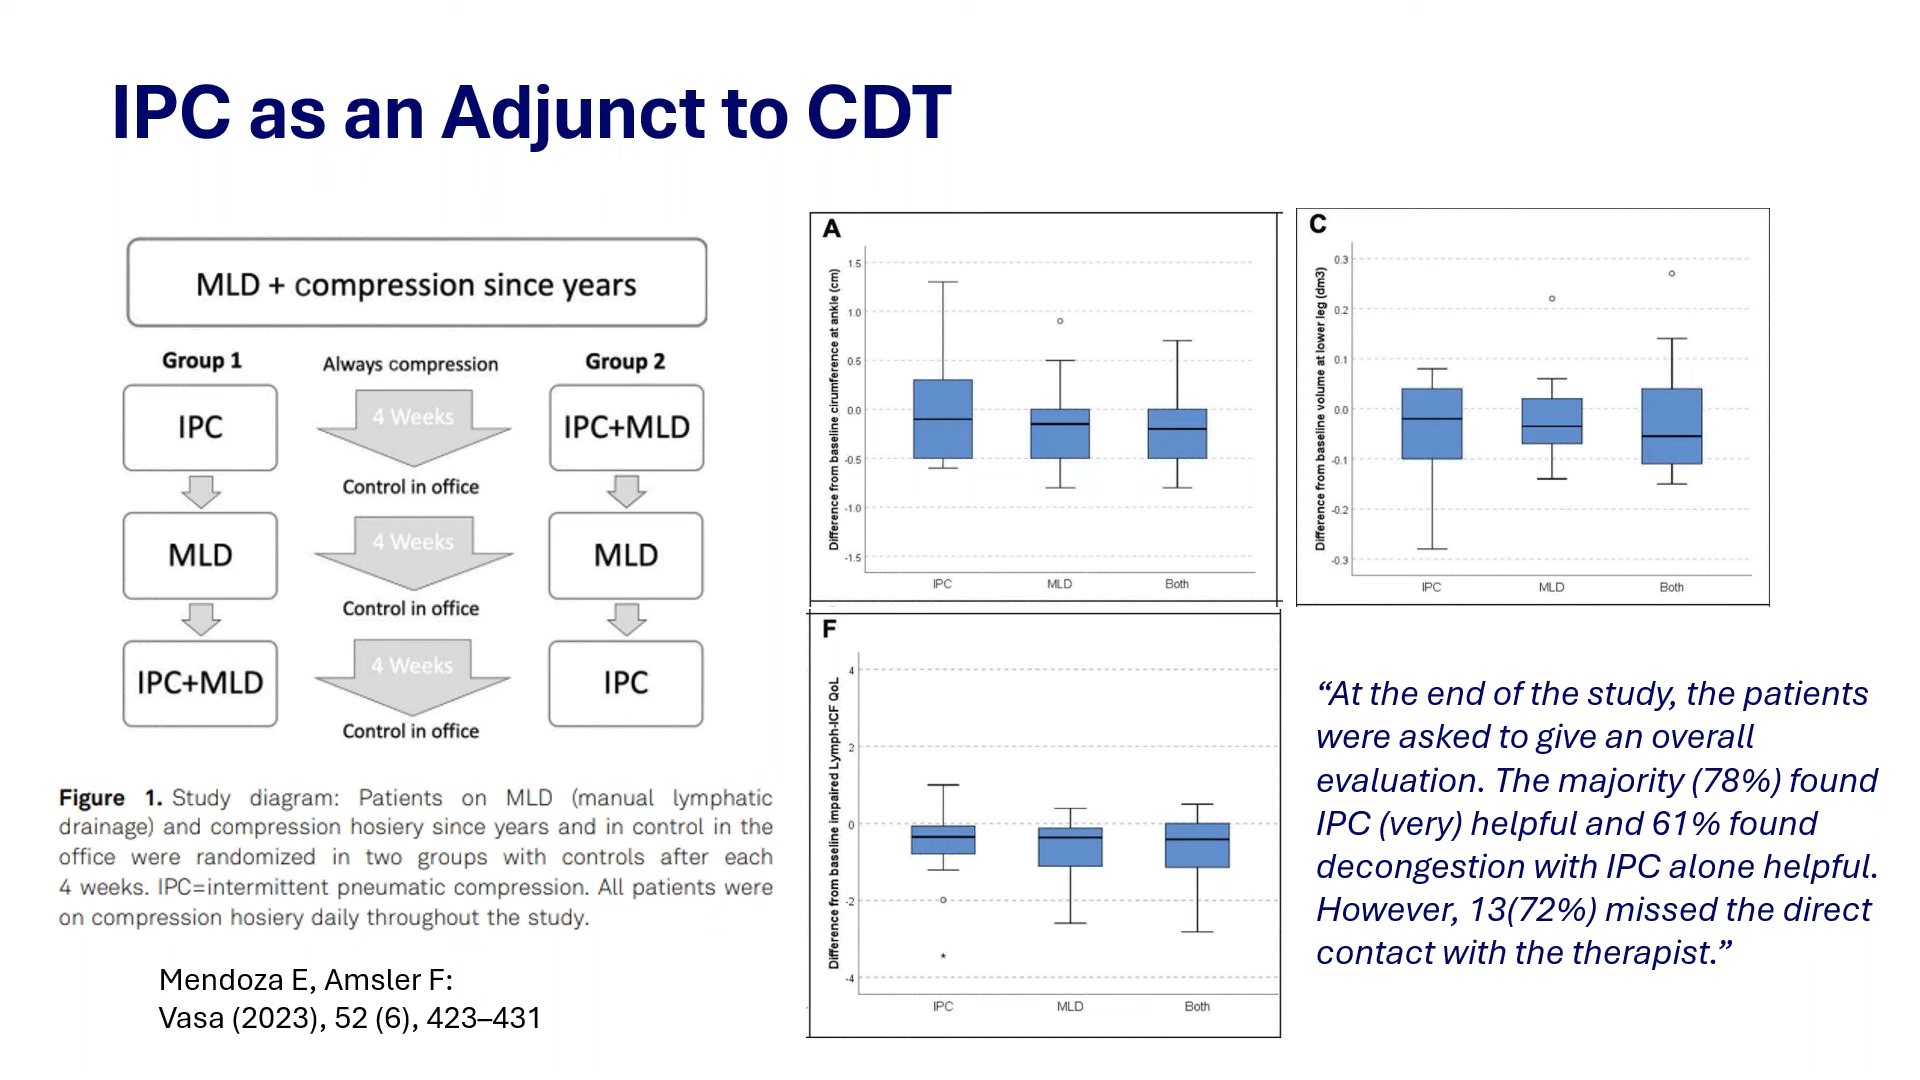 IPC as an Adjunct to CDT
MLD + compression since years
Group 1
Always compression
Group 2
IPC
4 Weeks
IPC+MLD
Control in office
MLD
4 Weeks
MLD
Control in office
IPC+MLD
4 Weeks
IPC
Control in office
Figure 1. Study diagram: Patients on MLD (manual lymphatic
drainage) and compression hosiery since years and in control in the
office were randomized in two groups with controls after each
4 weeks. IPC=intermittent pneumatic compression. All patients were
on compression hosiery daily throughout the study.
Mendoza E, Amsler F:
Vasa (2023), 52 (6), 423–431
A
Difference from baseline cirumference at ankle (cm)
1.5
1.0
0.5
0.0
-0.5
-1.0
-1.5
IPC
MLD
Both
C
Difference from baseline volume at lower leg (dm3)
0.3
0.2
0.1
0.0
-0.1
-0.2
-0.3
IPC
MLD
Both
F
Difference from baseline impaired Lymph-ICF QoL
4
2
0
-2
-4
IPC
MLD
Both
“At the end of the study, the patients
were asked to give an overall
evaluation. The majority (78%) found
IPC (very) helpful and 61% found
decongestion with IPC alone helpful.
However, 13(72%) missed the direct
contact with the therapist.”